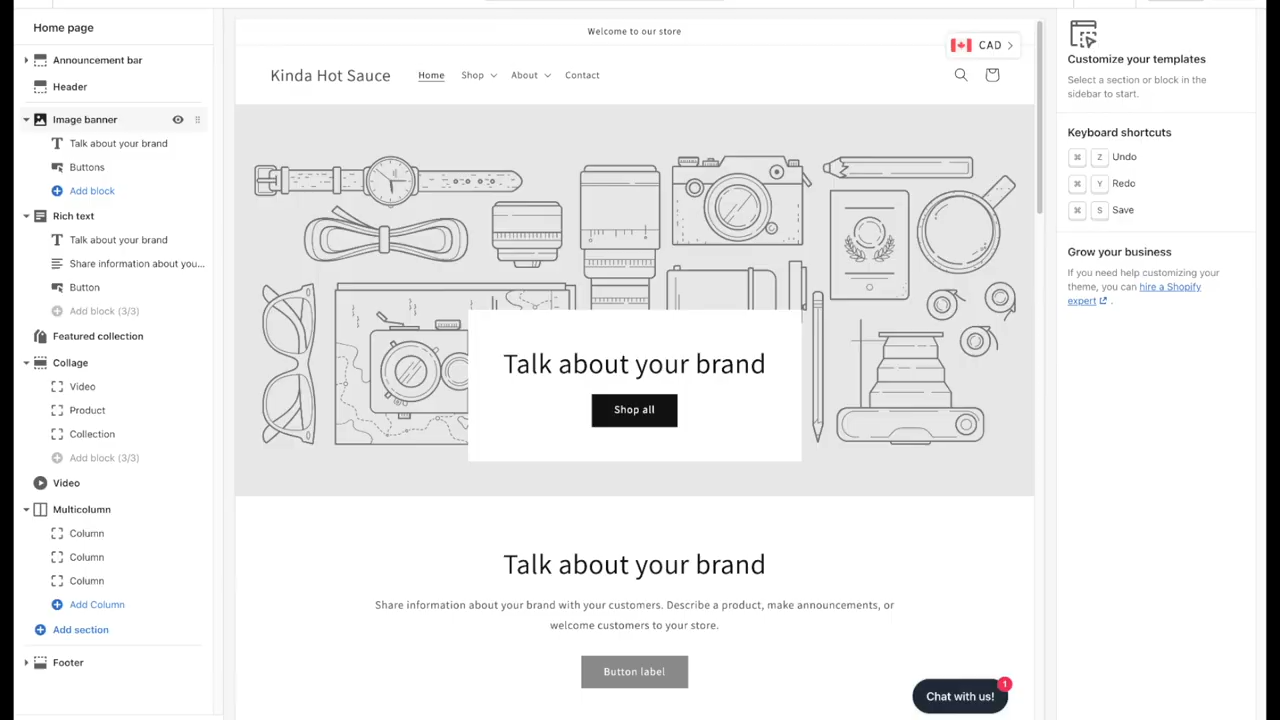 Home page
Announcement bar
Header
Image banner
Talk about your brand
Buttons
Add block
Rich text
Talk about your brand
Share information about you...
Button
Add block (3/3)
Featured collection
Collage
Video
Product
Collection
Add block (3/3)
Video
Multicolumn
Column
Column
Column
Add Column
Add section
Footer
Welcome to our store
CAD
Kinda Hot Sauce
Home
Shop
About
Contact
Talk about your brand
Shop all
Talk about your brand
Share information about your brand with your customers. Describe a product, make announcements, or
welcome customers to your store.
Button label
Chat with us!
1
Customize your templates
Select a section or block in the
sidebar to start.
Keyboard shortcuts
⌘ Z Undo
⌘ Y Redo
⌘ S Save
Grow your business
If you need help customizing your
theme, you can hire a Shopify
expert .